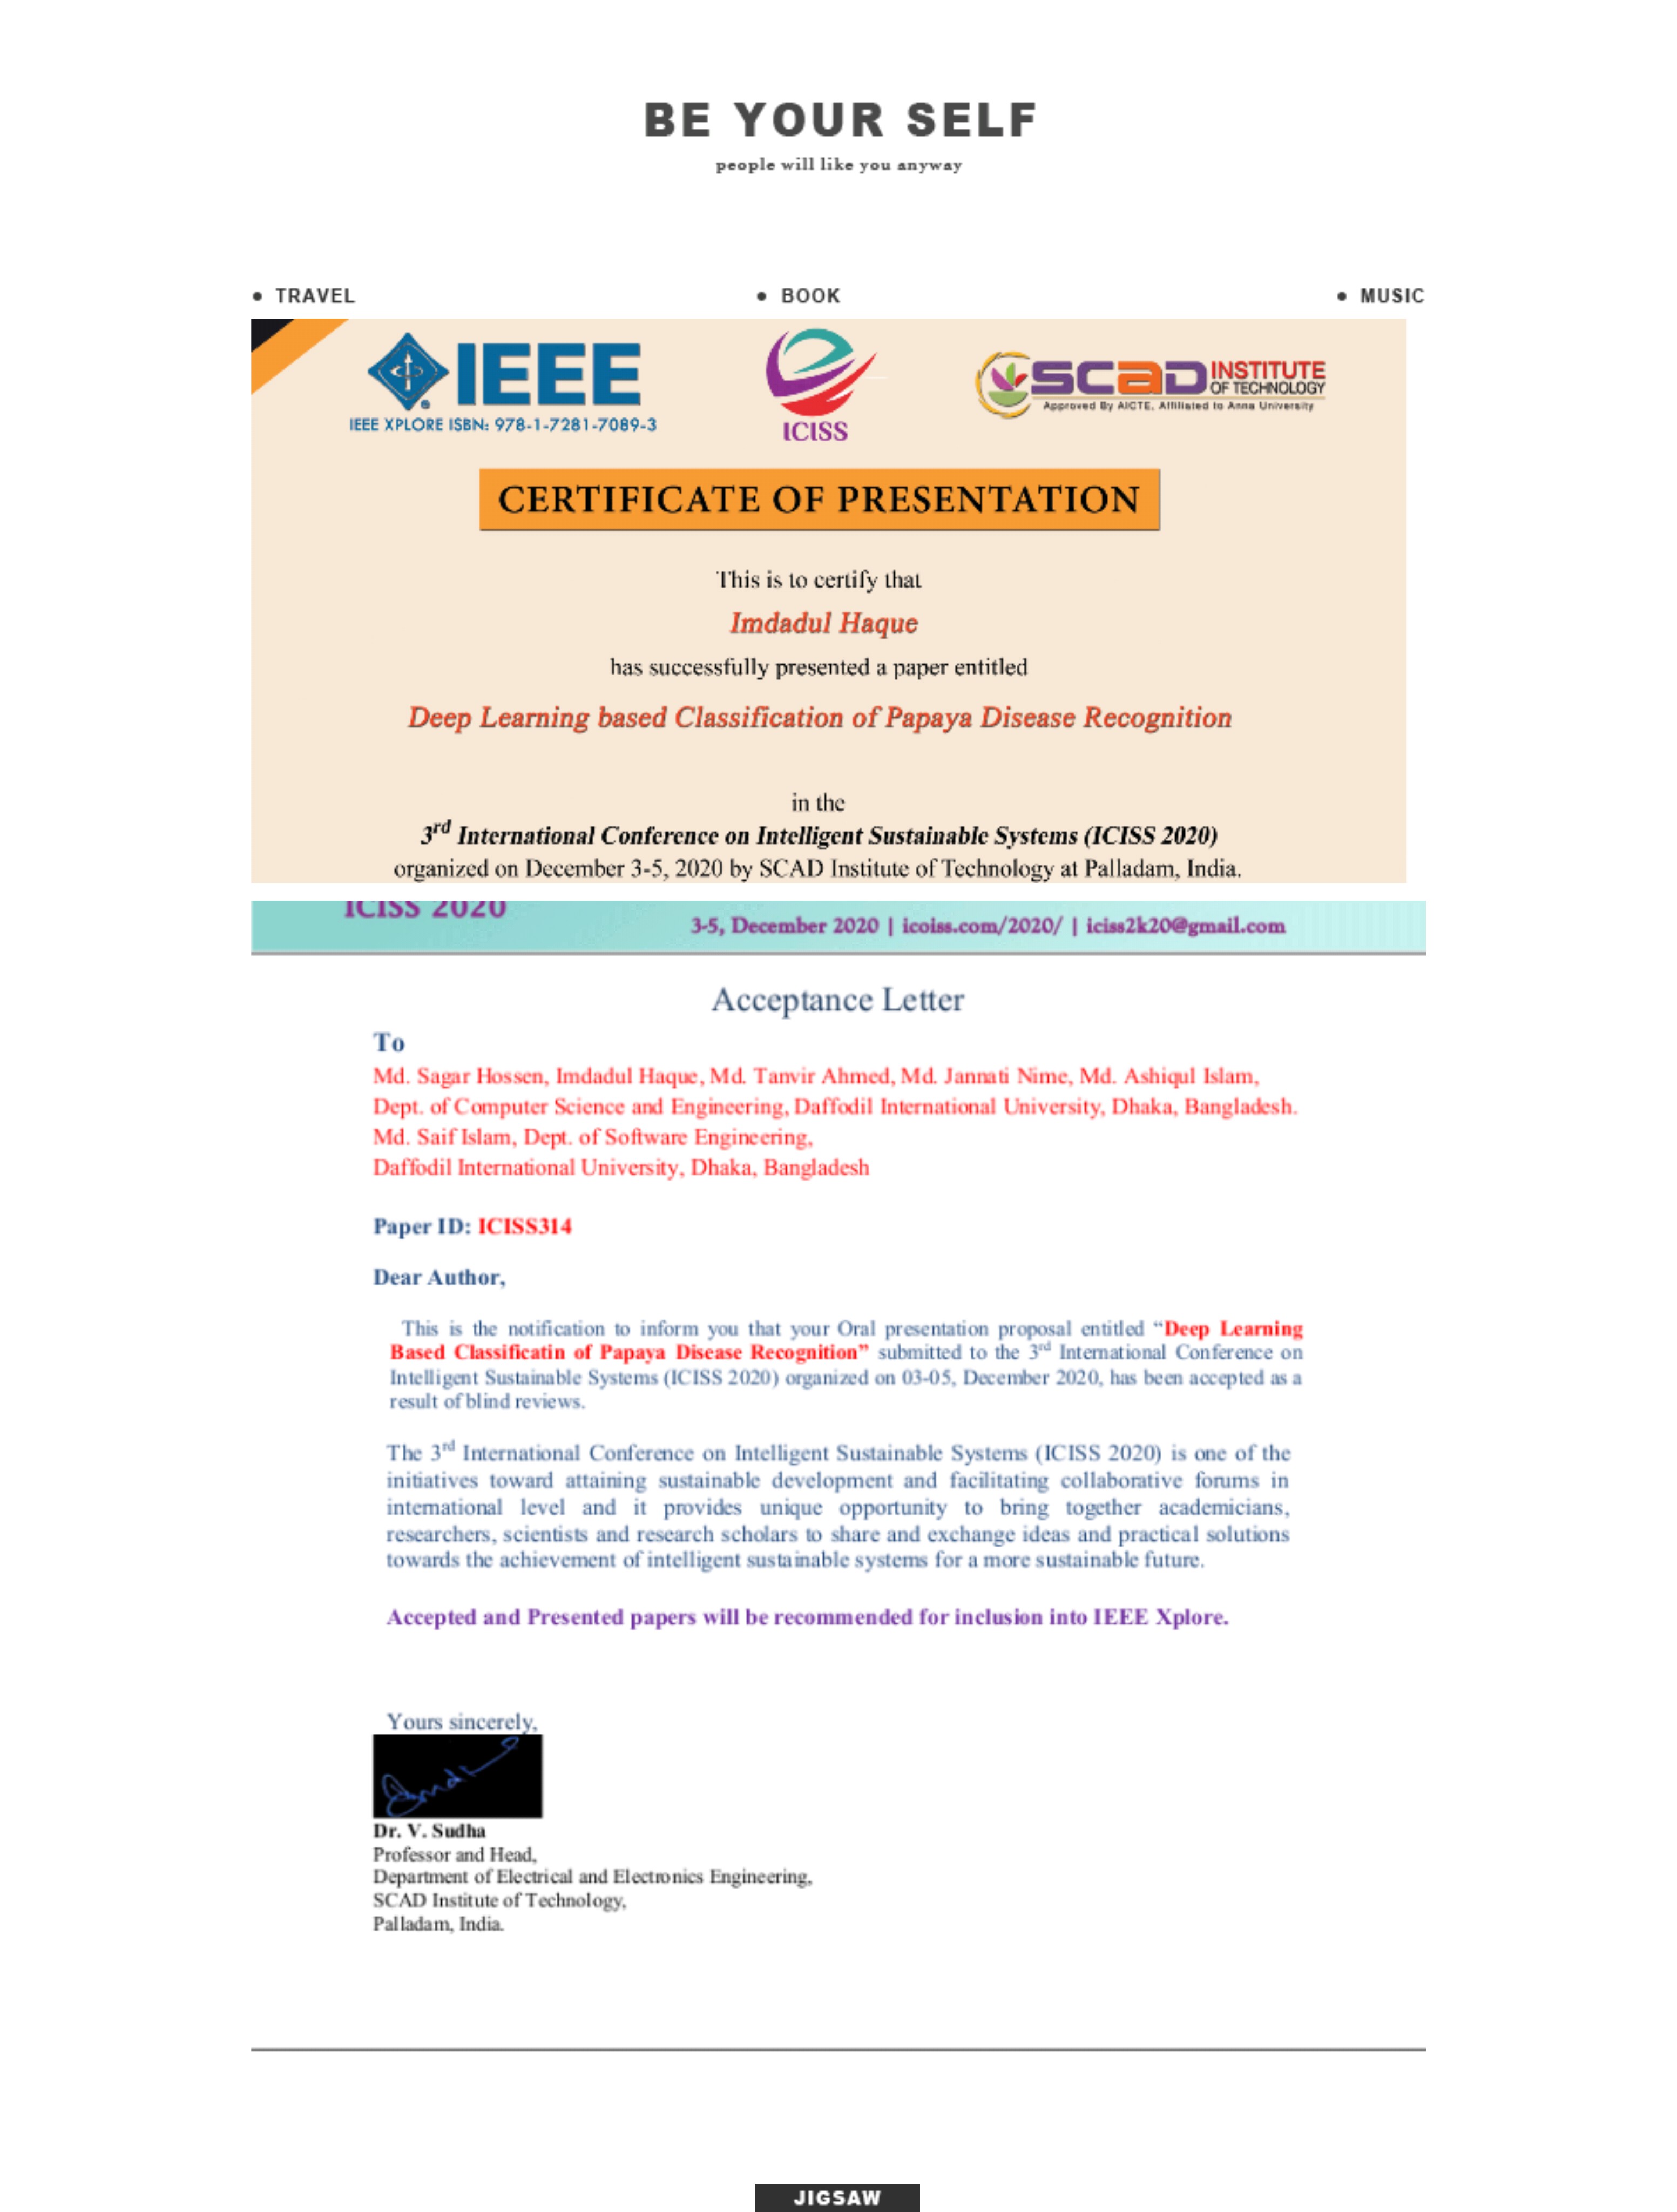 BE YOUR SELF
people will like you anyway
• TRAVEL
• BOOK
• MUSIC
IEEE
IEEE XPLORE ISBN: 978-1-7281-7089-3
ICISS
SCAD INSTITUTE
OF TECHNOLOGY
Approved By AICTE, Affiliated to Anna University
CERTIFICATE OF PRESENTATION
This is to certify that
Imdadul Haque
has successfully presented a paper entitled
Deep Learning based Classification of Papaya Disease Recognition
in the
3rd International Conference on Intelligent Sustainable Systems (ICISS 2020)
organized on December 3-5, 2020 by SCAD Institute of Technology at Palladam, India.
ICISS 2020
3-5, December 2020 | icoiss.com/2020/ | iciss2k20@gmail.com
Acceptance Letter
To
Md. Sagar Hossen, Imdadul Haque, Md. Tanvir Ahmed, Md. Jannati Nime, Md. Ashiqul Islam,
Dept. of Computer Science and Engineering, Daffodil International University, Dhaka, Bangladesh.
Md. Saif Islam, Dept. of Software Engineering,
Daffodil International University, Dhaka, Bangladesh
Paper ID: ICISS314
Dear Author,
This is the notification to inform you that your Oral presentation proposal entitled “Deep Learning
Based Classificatin of Papaya Disease Recognition” submitted to the 3rd International Conference on
Intelligent Sustainable Systems (ICISS 2020) organized on 03-05, December 2020, has been accepted as a
result of blind reviews.
The 3rd International Conference on Intelligent Sustainable Systems (ICISS 2020) is one of the
initiatives toward attaining sustainable development and facilitating collaborative forums in
international level and it provides unique opportunity to bring together academicians,
researchers, scientists and research scholars to share and exchange ideas and practical solutions
towards the achievement of intelligent sustainable systems for a more sustainable future.
Accepted and Presented papers will be recommended for inclusion into IEEE Xplore.
Yours sincerely,
Dr. V. Sudha
Professor and Head,
Department of Electrical and Electronics Engineering,
SCAD Institute of Technology,
Palladam, India.
JIGSAW